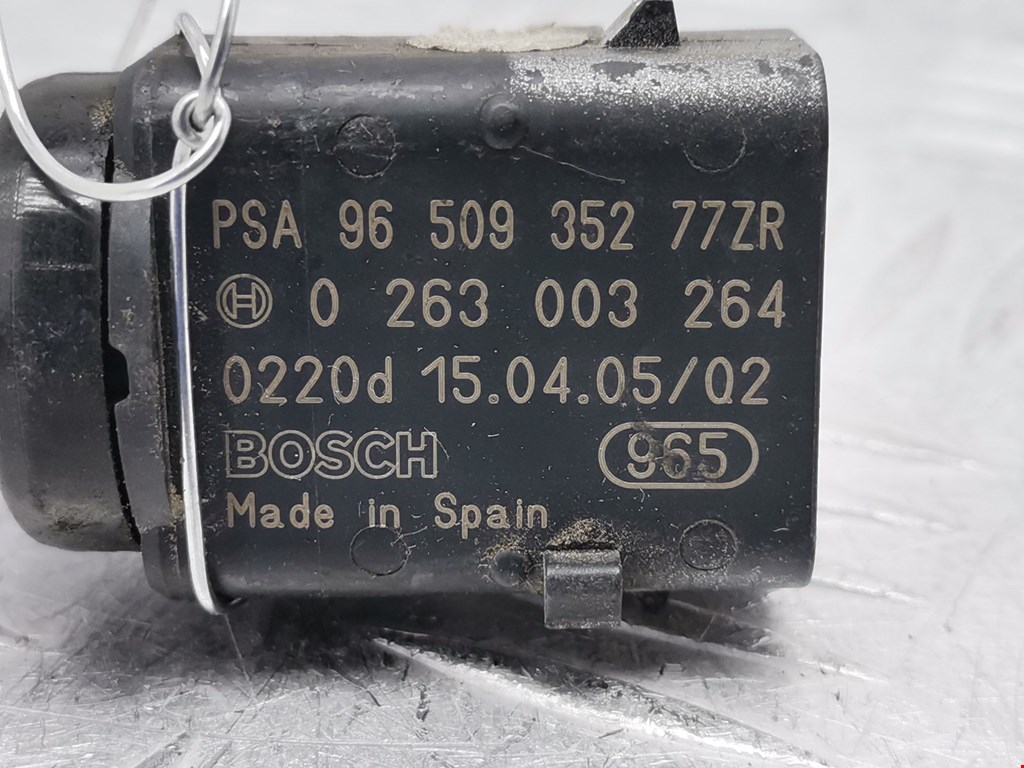 PSA 96 509 352 77ZR
0 263 003 264
0220d 15.04.05/02
BOSCH 965
Made in Spain